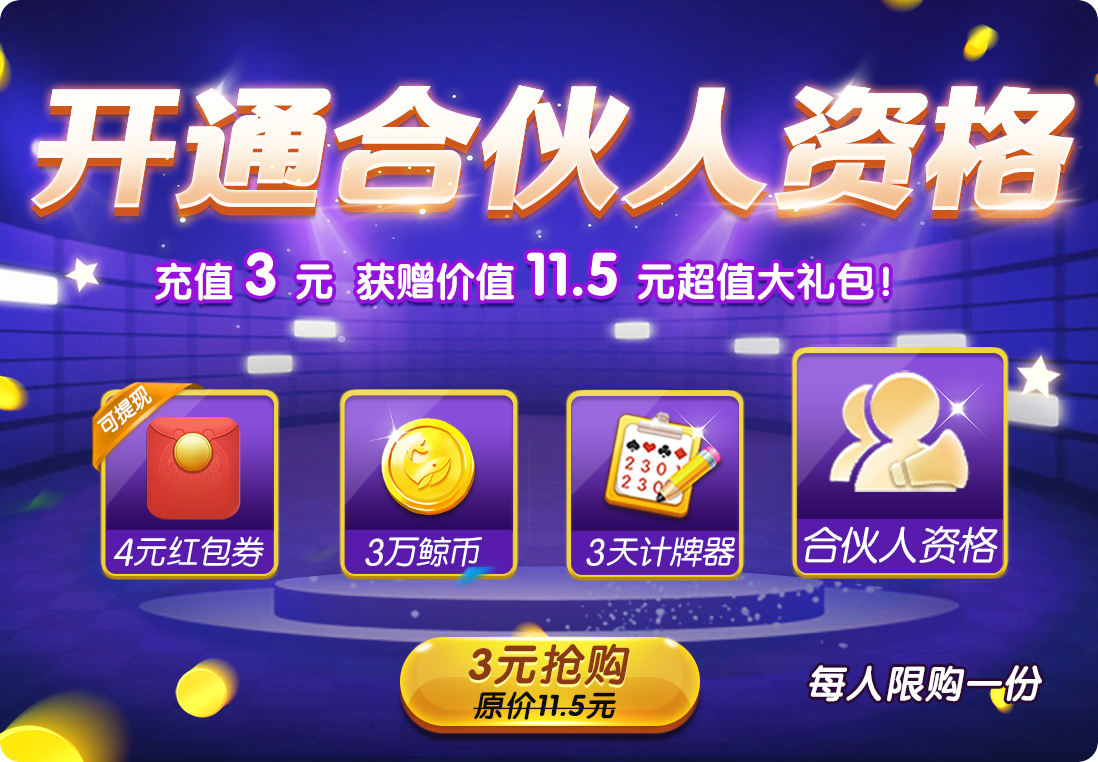 开通合伙人资格
充值 3 元 获赠价值 11.5 元超值大礼包!
可提现
230
230
4元红包券
3万鲸币
3天计牌器
合伙人资格
3元抢购
原价11.5元
每人限购一份